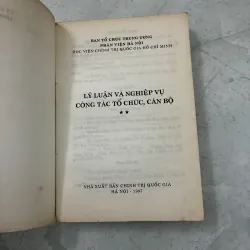 BAN TỔ CHỨC TRUNG ƯƠNG
PHÂN VIỆN HÀ NỘI
HỌC VIỆN CHÍNH TRỊ QUỐC GIA HỒ CHÍ MINH
LÝ LUẬN VÀ NGHIỆP VỤ
CÔNG TÁC TỔ CHỨC, CÁN BỘ
★★
NHÀ XUẤT BẢN CHÍNH TRỊ QUỐC GIA
HÀ NỘI - 1997